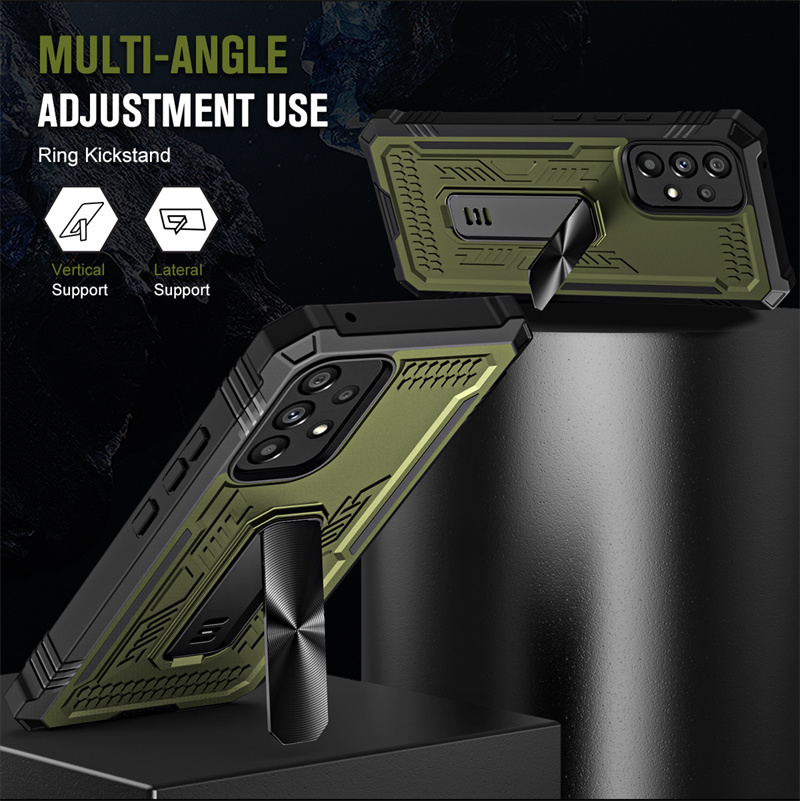 MULTI-ANGLE
ADJUSTMENT USE
Ring Kickstand
Vertical
Support
Lateral
Support